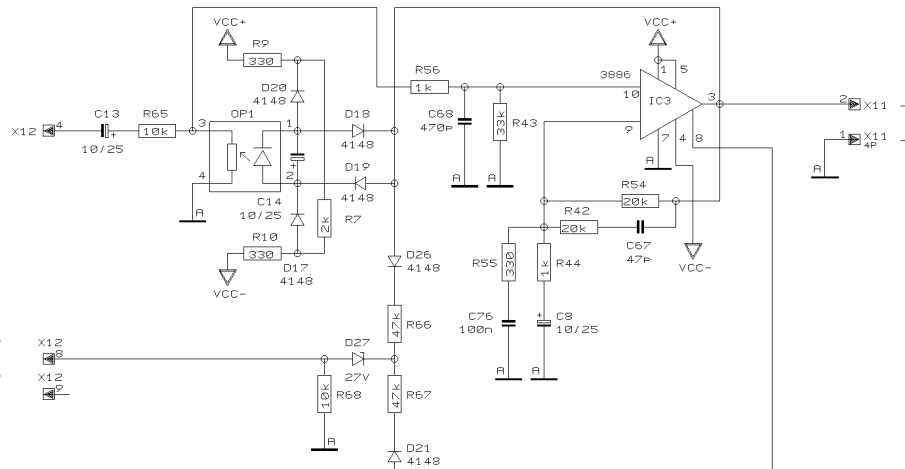 VCC+
VCC+
R9
330
R56
1k
3886
1
5
D20
4148
10
IC3
3
2
X11
C13
R65
OP1
D18
C68
470p
R43
33k
X12
4
10k
3
1
4148
9
7
4
8
1
X11
4P
10/25
+
D19
A
A
A
A
4
2
4148
R54
20k
A
C14
10/25
R7
2k
R42
20k
R10
330
C67
47p
D17
4148
D26
4148
R55
330
R44
1k
VCC-
VCC-
R66
47k
C76
100n
+
C8
10/25
X12
8
D27
27V
A
A
X12
9
10k
R68
47k
R67
A
D21
4148